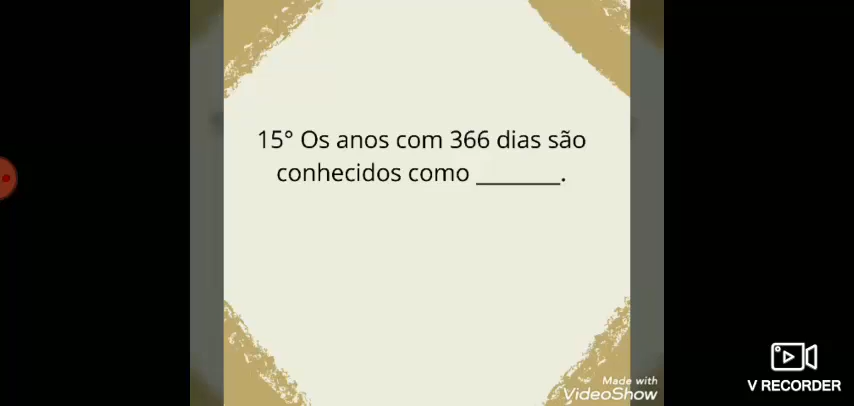 15° Os anos com 366 dias são
conhecidos como ________.
Made with
VideoShow
V RECORDER